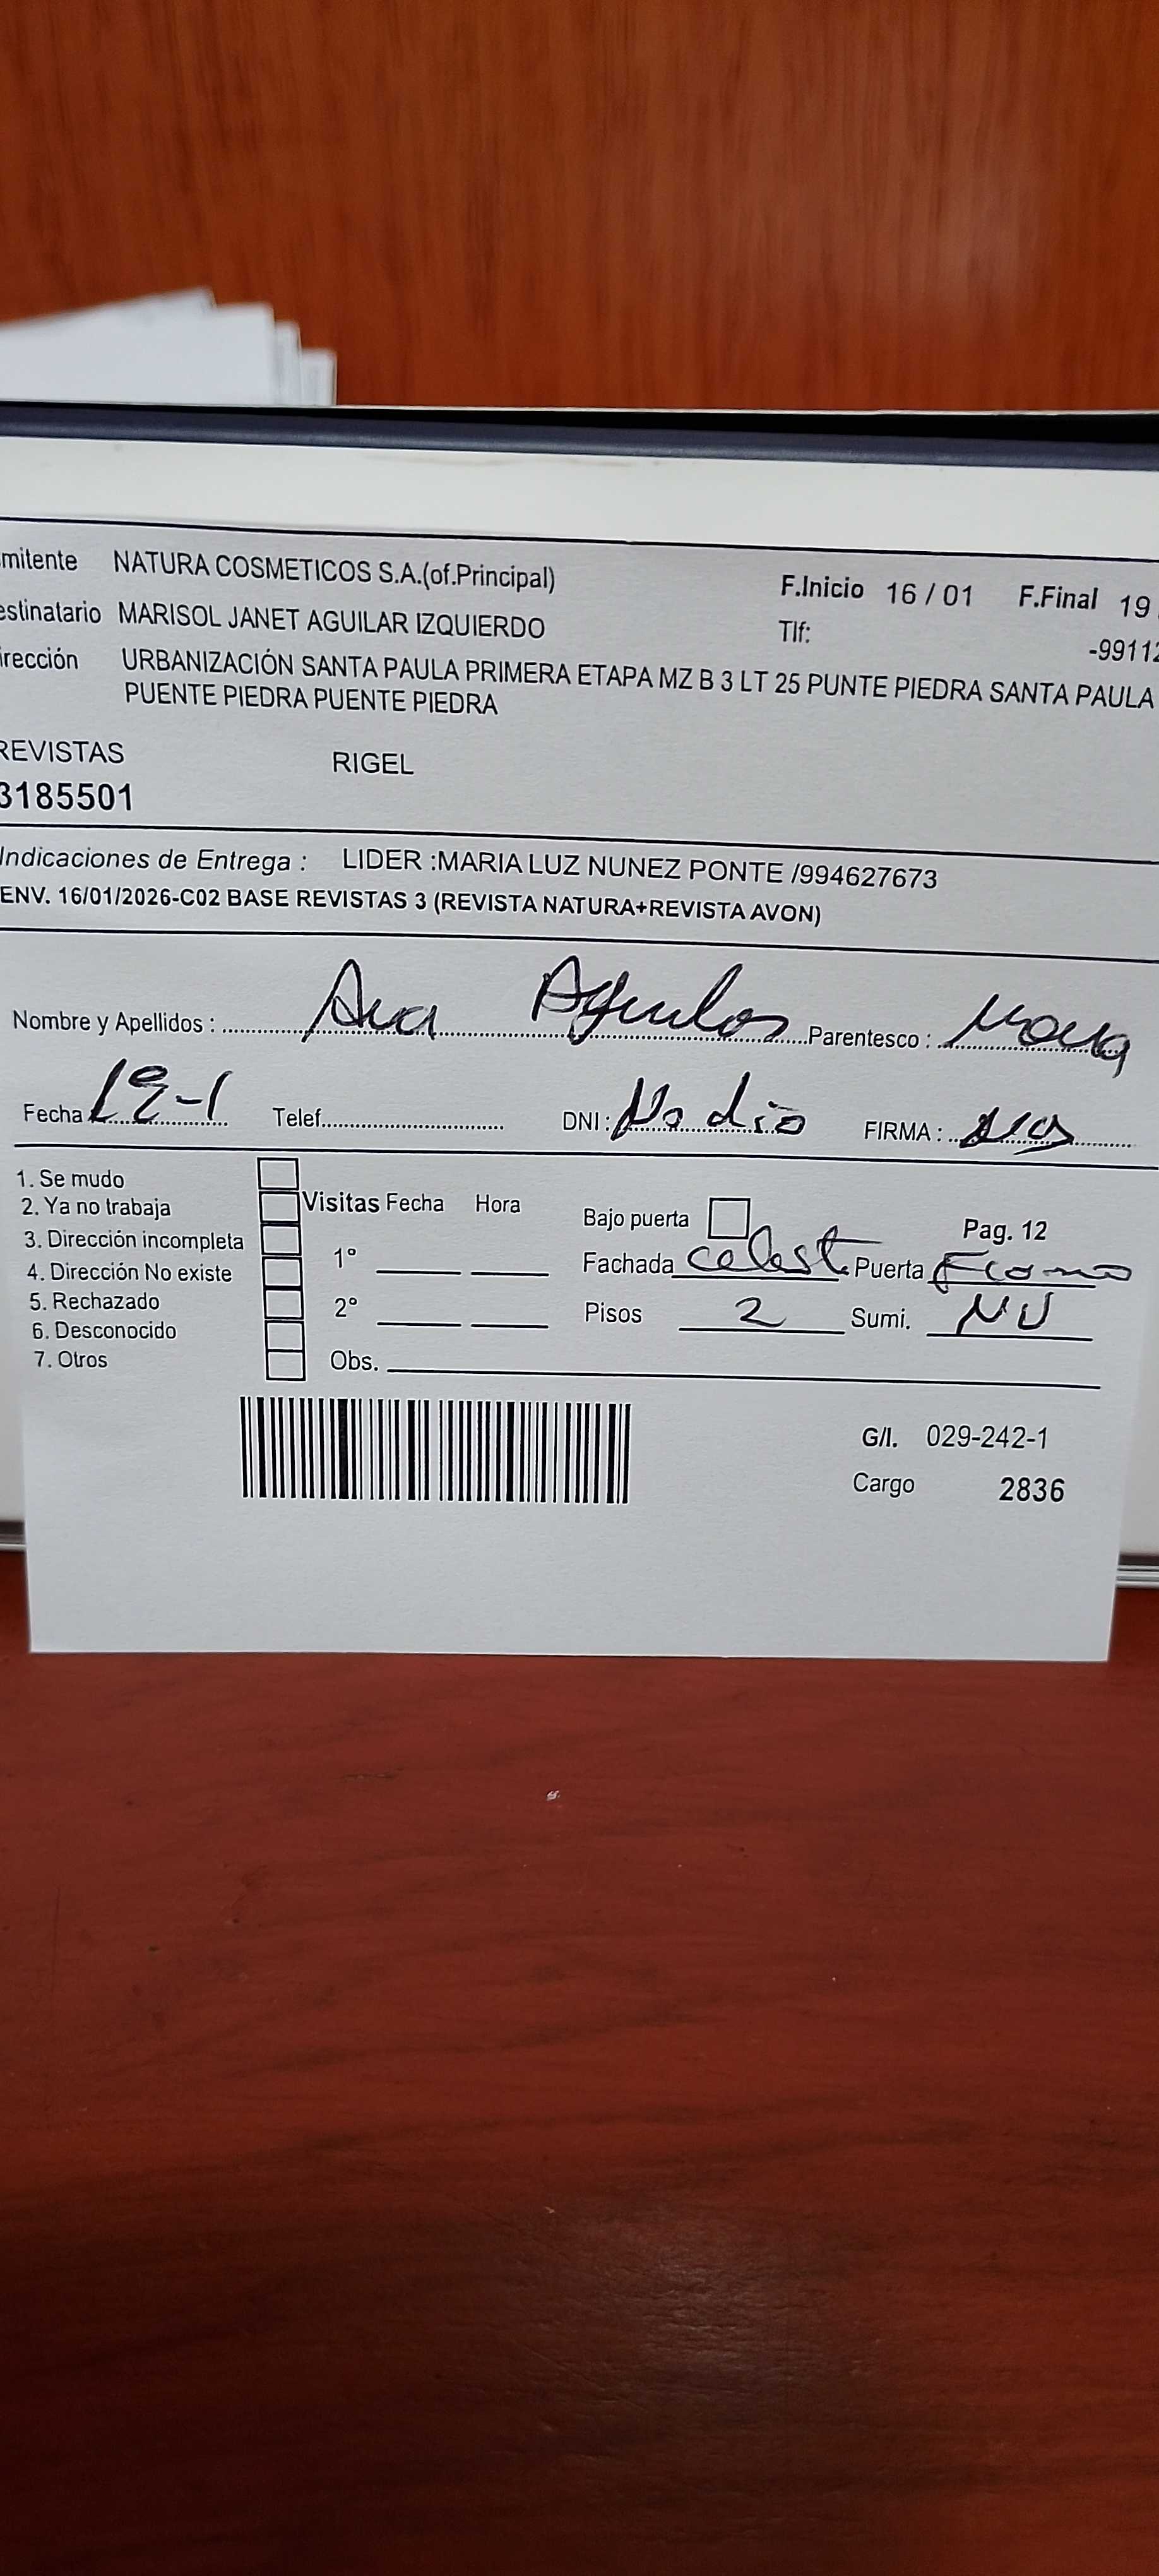 mitente NATURA COSMETICOS S.A.(of.Principal) F.Inicio 16 / 01 F.Final 19
estinatario MARISOL JANET AGUILAR IZQUIERDO Tlf: -99112
irección URBANIZACIÓN SANTA PAULA PRIMERA ETAPA MZ B 3 LT 25 PUNTE PIEDRA SANTA PAULA
PUENTE PIEDRA PUENTE PIEDRA
REVISTAS RIGEL
3185501
Indicaciones de Entrega : LIDER :MARIA LUZ NUNEZ PONTE /994627673
ENV. 16/01/2026-C02 BASE REVISTAS 3 (REVISTA NATURA+REVISTA AVON)
Nombre y Apellidos : Ana Parentesco :
Fecha 19-1 Telef. DNI : No dio FIRMA :
1. Se mudo
2. Ya no trabaja Visitas Fecha Hora Bajo puerta Pag. 12
3. Dirección incompleta 1° Fachada celeste Puerta
4. Dirección No existe
5. Rechazado 2° Pisos 2 Sumi.
6. Desconocido
7. Otros Obs.
G/I. 029-242-1
Cargo 2836